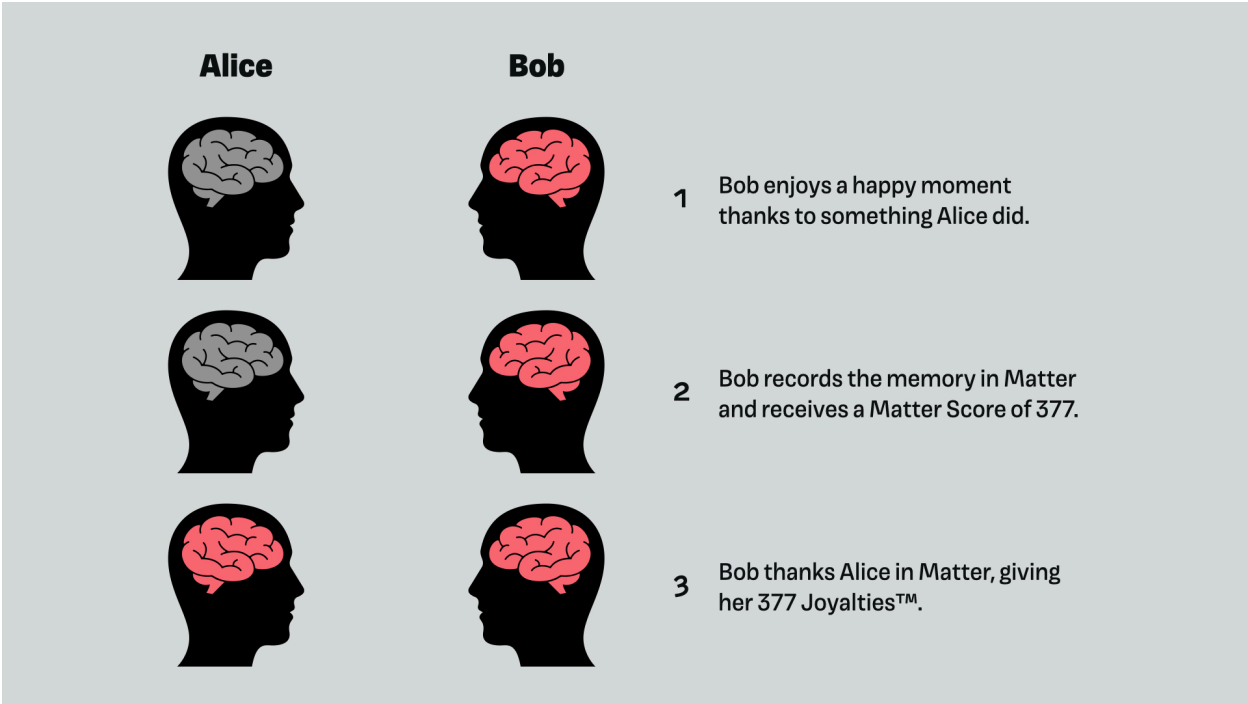 Alice
Bob
1
Bob enjoys a happy moment
thanks to something Alice did.
2
Bob records the memory in Matter
and receives a Matter Score of 377.
3
Bob thanks Alice in Matter, giving
her 377 Joyalties™.